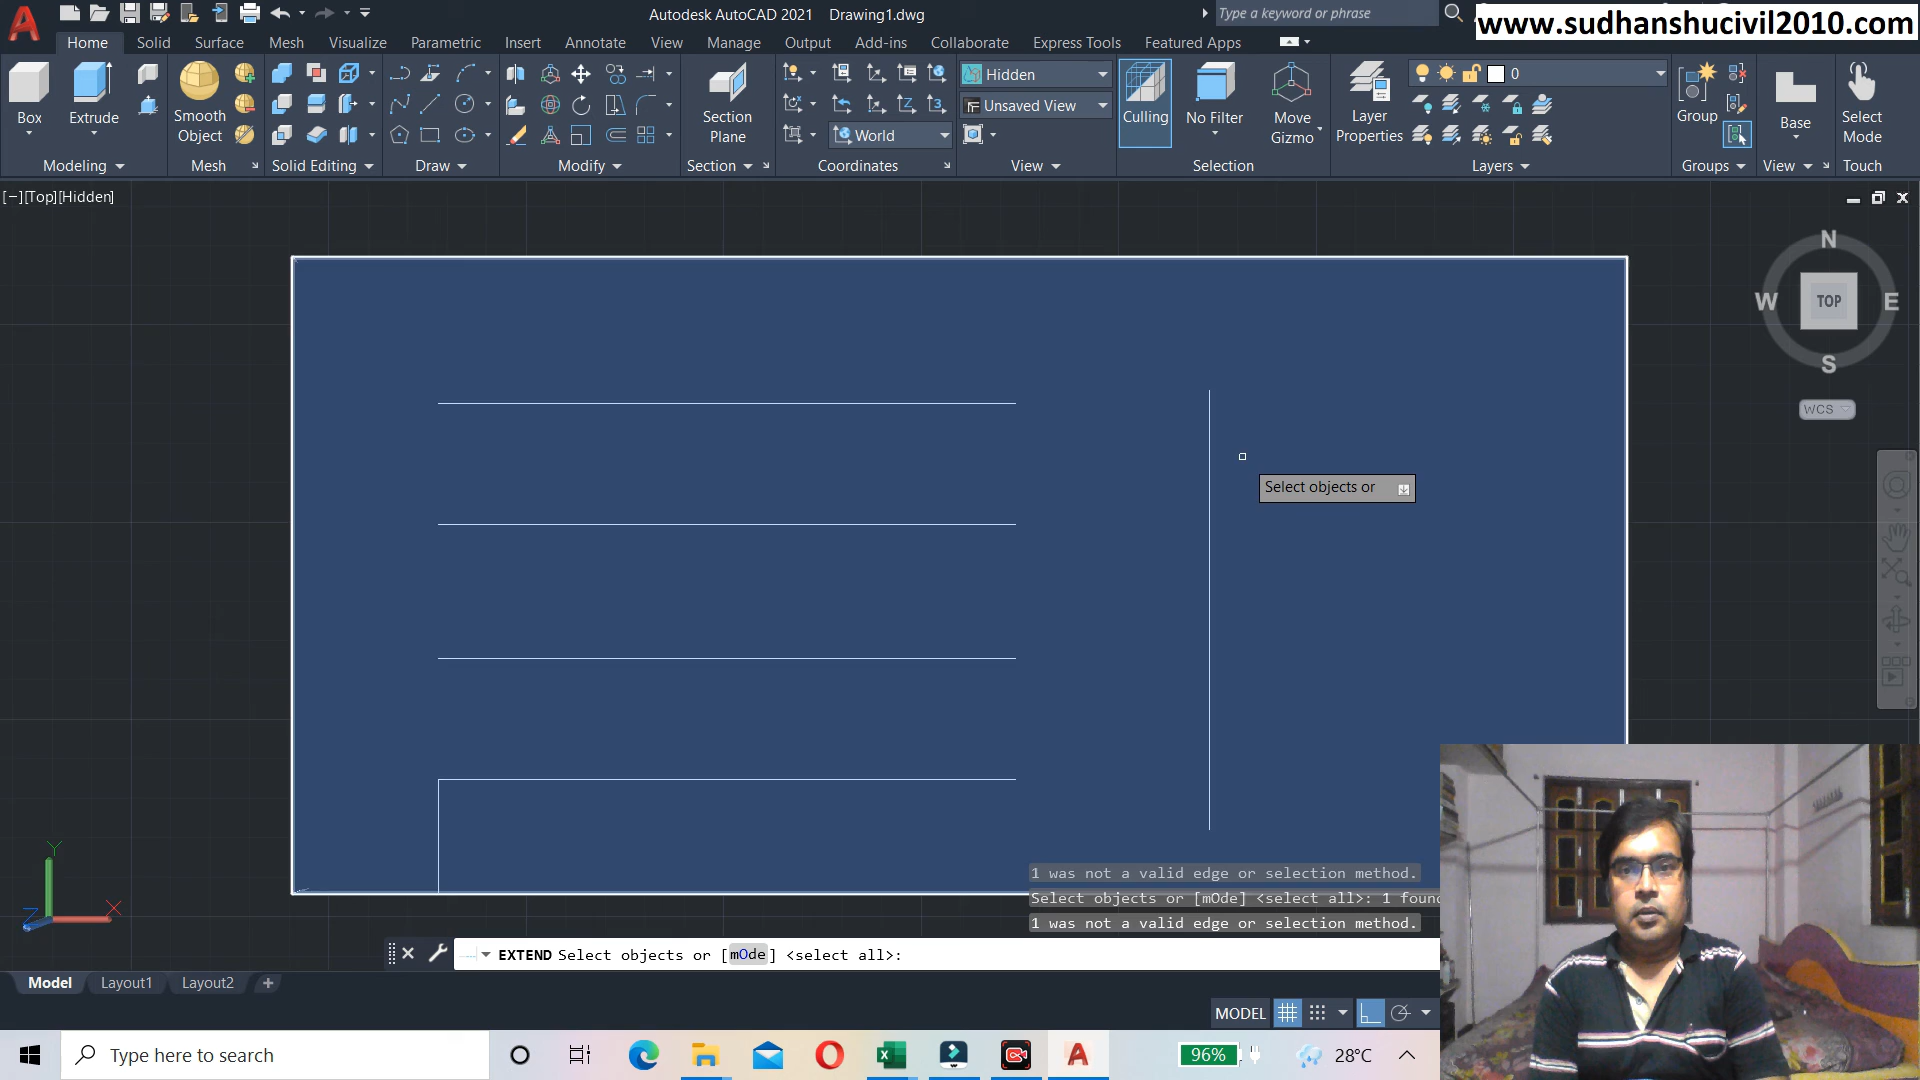 Autodesk AutoCAD 2021 Drawing1.dwg
Type a keyword or phrase
www.sudhanshucivil2010.com
Home Solid Surface Mesh Visualize Parametric Insert Annotate View Manage Output Add-ins Collaborate Express Tools Featured Apps
Box
Extrude
Smooth
Object
Section
Plane
Hidden
Unsaved View
World
Culling
No Filter
Move
Gizmo
Layer
Properties
0
Group
Base
Select
Mode
Modeling Mesh Solid Editing Draw Modify Section Coordinates View Selection Layers Groups View Touch
[−][Top][Hidden]
N
W TOP E
S
WCS
Select objects or
Y
X
Z
1 was not a valid edge or selection method.
Select objects or [mOde] <select all>: 1 found
1 was not a valid edge or selection method.
EXTEND Select objects or [mOde] <select all>:
Model Layout1 Layout2 +
MODEL
Type here to search
96%
28°C